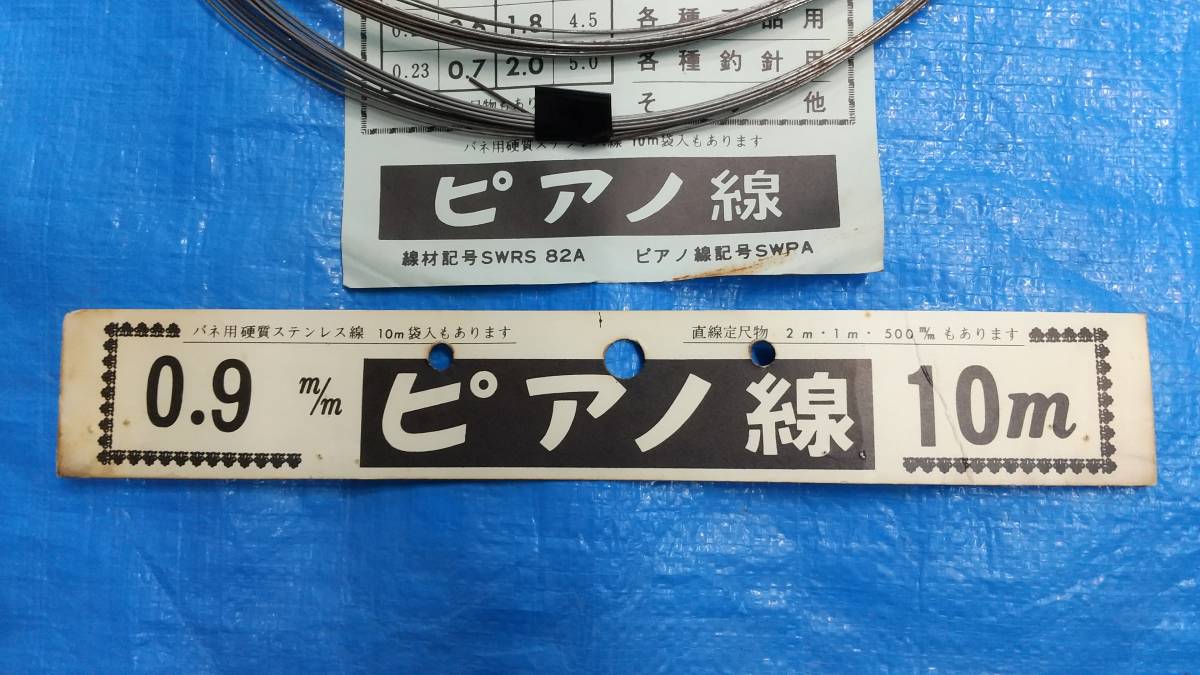 1.8 4.5 各種 品用
0.23 0.7 2.0 5.0 各種釣針用
そ 他
バネ用硬質ステンレス線 10m袋入もあります
ピアノ線
線材記号SWRS 82A ピアノ線記号SWPA
バネ用硬質ステンレス線 10m袋入もあります 直線定尺物 2m・1m・500m/mもあります
0.9 m/m ピアノ線 10m